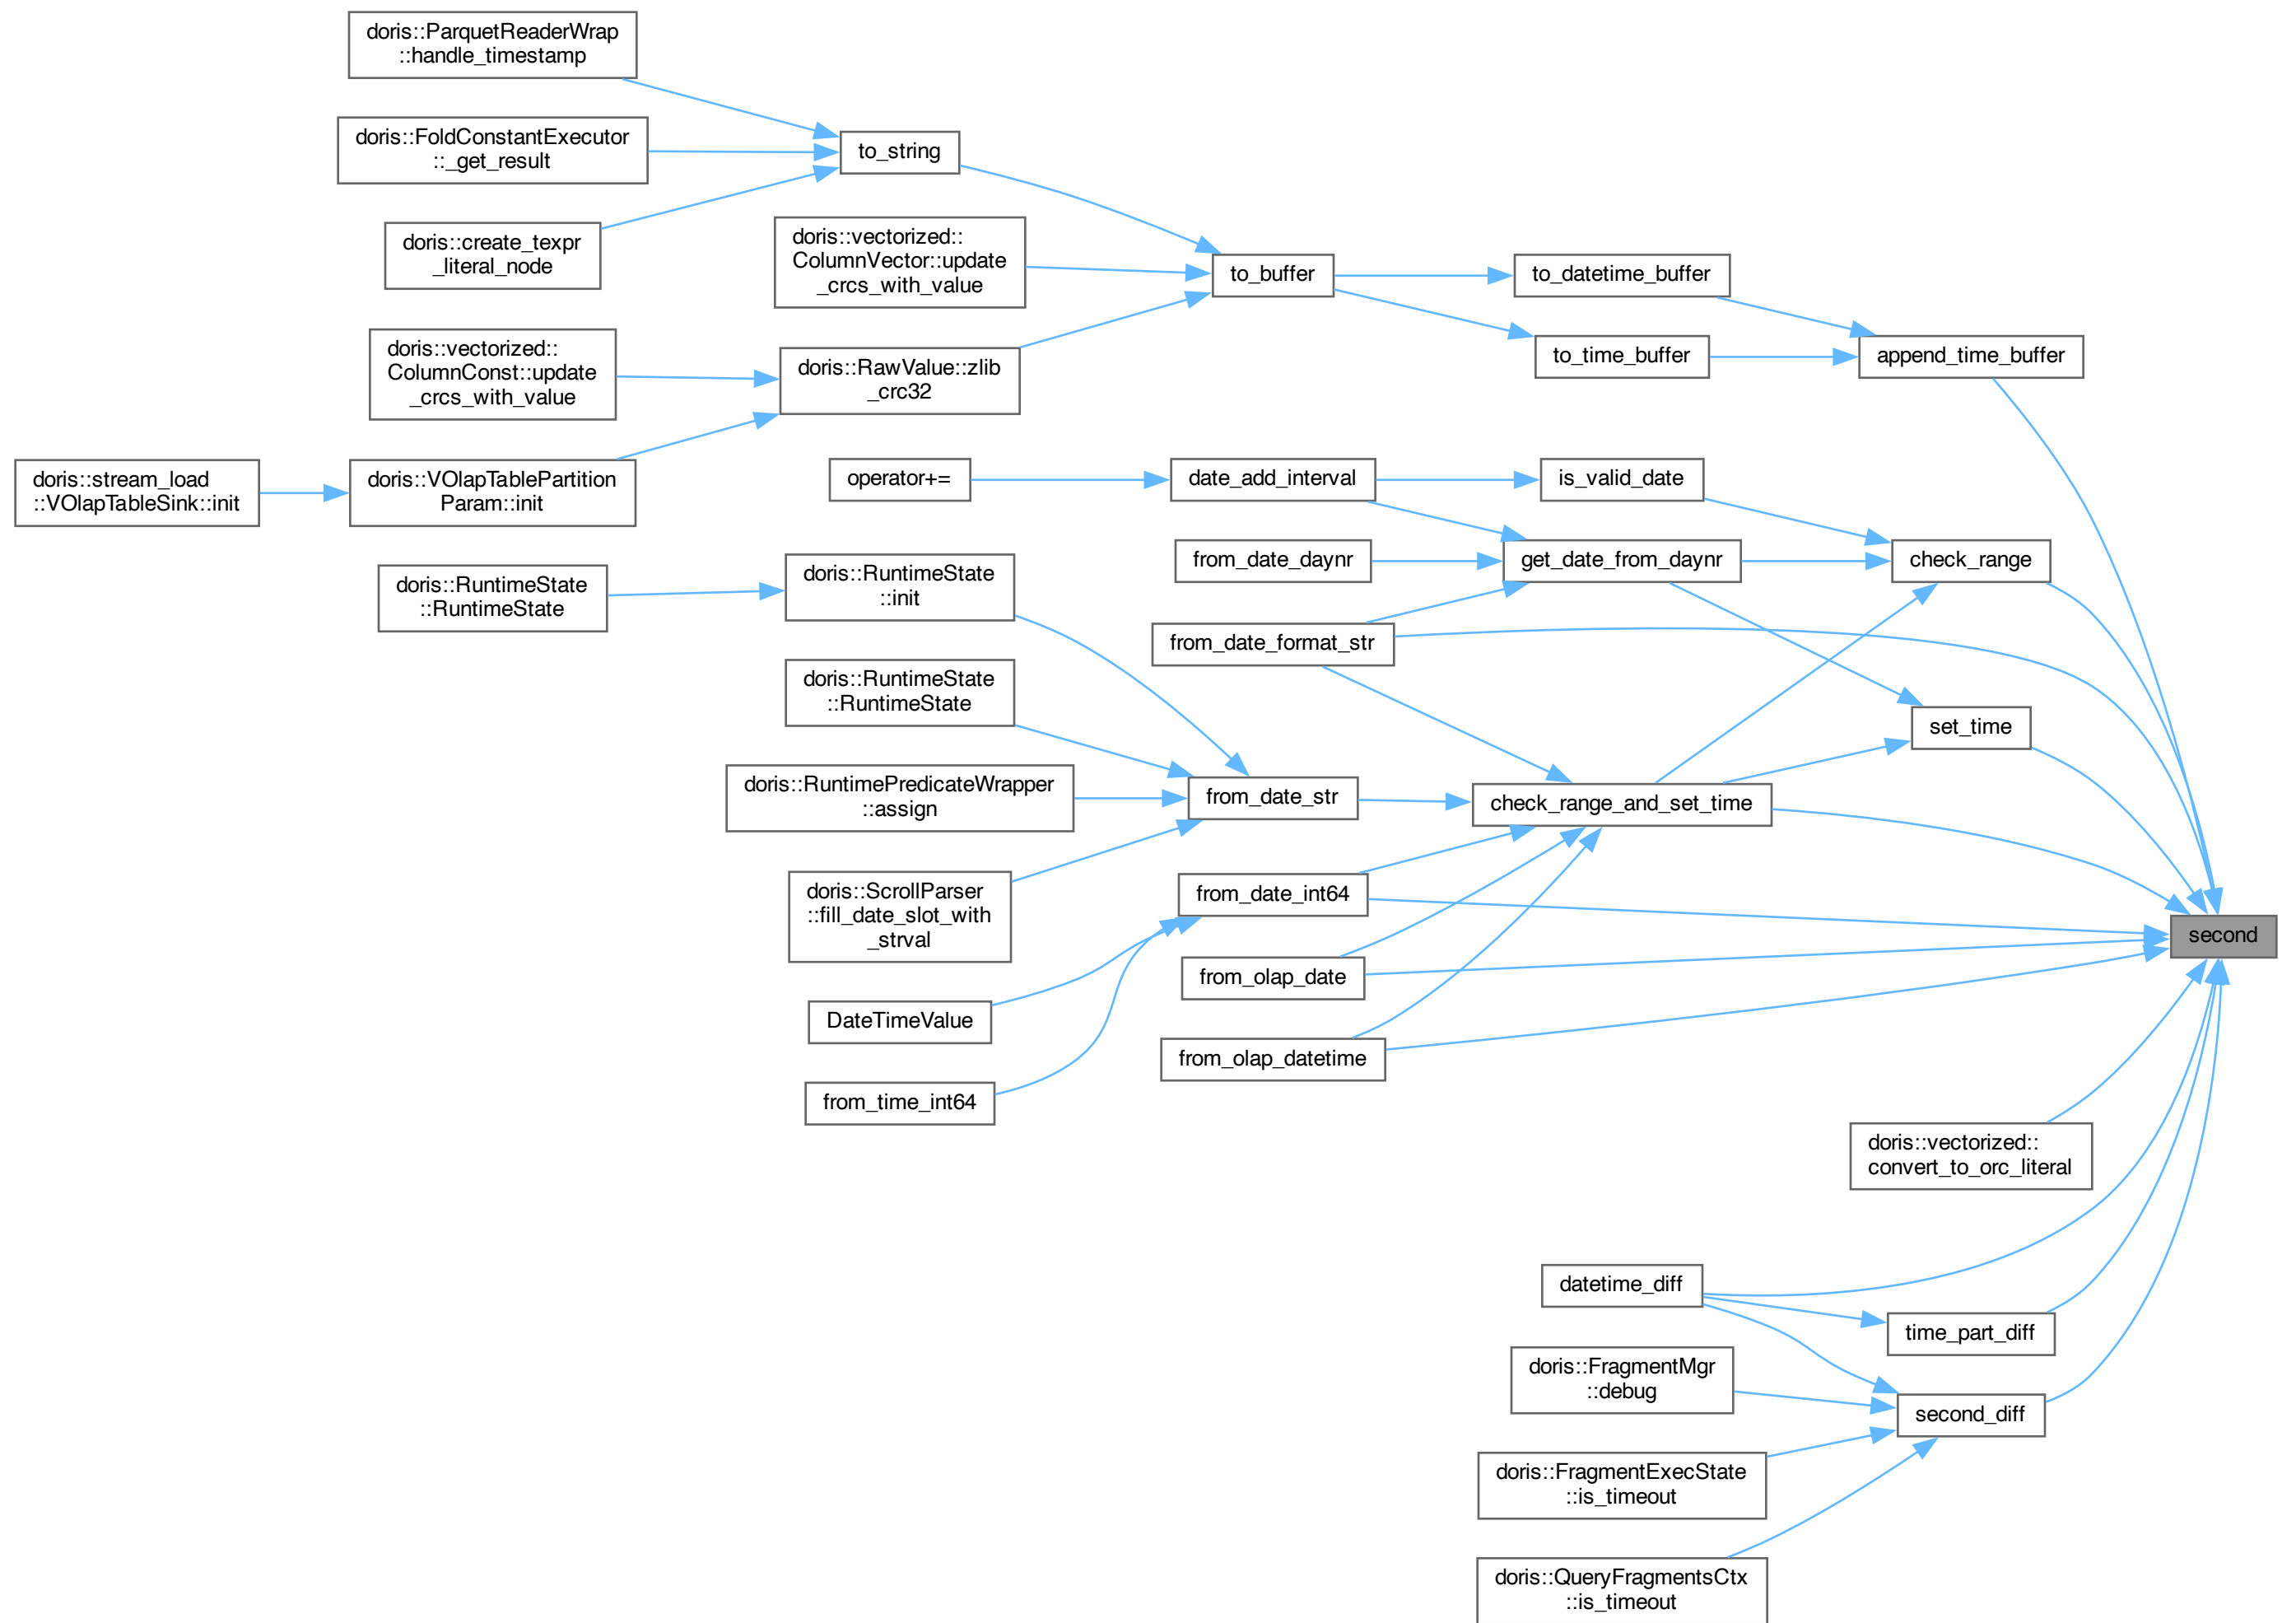 doris::ParquetReaderWrap
::handle_timestamp
doris::FoldConstantExecutor
::_get_result
to_string
doris::create_texpr
_literal_node
doris::vectorized::
ColumnVector::update
_crcs_with_value
to_buffer
to_datetime_buffer
to_time_buffer
append_time_buffer
doris::vectorized::
ColumnConst::update
_crcs_with_value
doris::RawValue::zlib
_crc32
doris::stream_load
::VOlapTableSink::init
doris::VOlapTablePartition
Param::init
operator+=
date_add_interval
is_valid_date
doris::RuntimeState
::RuntimeState
doris::RuntimeState
::init
from_date_daynr
get_date_from_daynr
check_range
from_date_format_str
doris::RuntimeState
::RuntimeState
set_time
doris::RuntimePredicateWrapper
::assign
from_date_str
check_range_and_set_time
doris::ScrollParser
::fill_date_slot_with
_strval
from_date_int64
second
from_olap_date
DateTimeValue
from_olap_datetime
from_time_int64
doris::vectorized::
convert_to_orc_literal
datetime_diff
time_part_diff
doris::FragmentMgr
::debug
second_diff
doris::FragmentExecState
::is_timeout
doris::QueryFragmentsCtx
::is_timeout